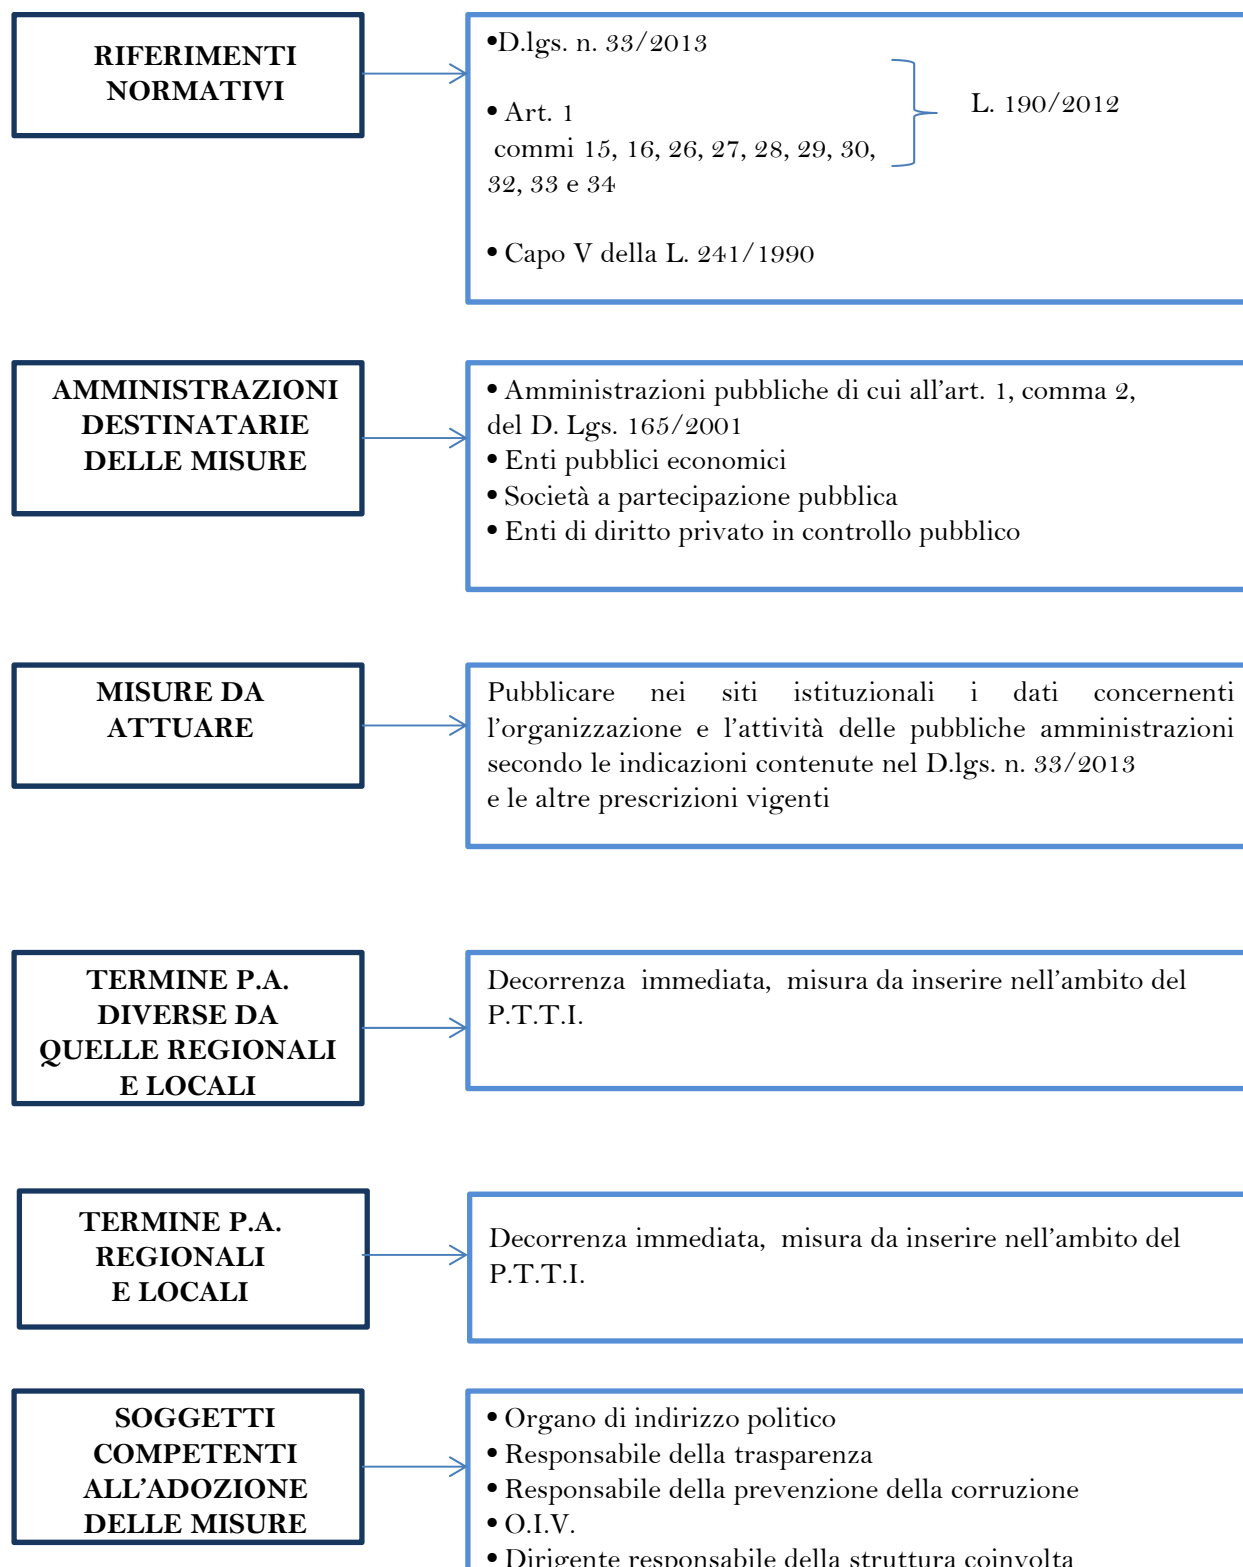 RIFERIMENTI
NORMATIVI
•D.lgs. n. 33/2013
• Art. 1
commi 15, 16, 26, 27, 28, 29, 30,
32, 33 e 34
L. 190/2012
• Capo V della L. 241/1990
AMMINISTRAZIONI
DESTINATARIE
DELLE MISURE
• Amministrazioni pubbliche di cui all'art. 1, comma 2,
del D. Lgs. 165/2001
• Enti pubblici economici
• Società a partecipazione pubblica
• Enti di diritto privato in controllo pubblico
MISURE DA
ATTUARE
Pubblicare nei siti istituzionali i dati concernenti
l'organizzazione e l'attività delle pubbliche amministrazioni
secondo le indicazioni contenute nel D.lgs. n. 33/2013
e le altre prescrizioni vigenti
TERMINE P.A.
DIVERSE DA
QUELLE REGIONALI
E LOCALI
Decorrenza immediata, misura da inserire nell'ambito del
P.T.T.I.
TERMINE P.A.
REGIONALI
E LOCALI
Decorrenza immediata, misura da inserire nell'ambito del
P.T.T.I.
SOGGETTI
COMPETENTI
ALL'ADOZIONE
DELLE MISURE
• Organo di indirizzo politico
• Responsabile della trasparenza
• Responsabile della prevenzione della corruzione
• O.I.V.
• Dirigente responsabile della struttura coinvolta